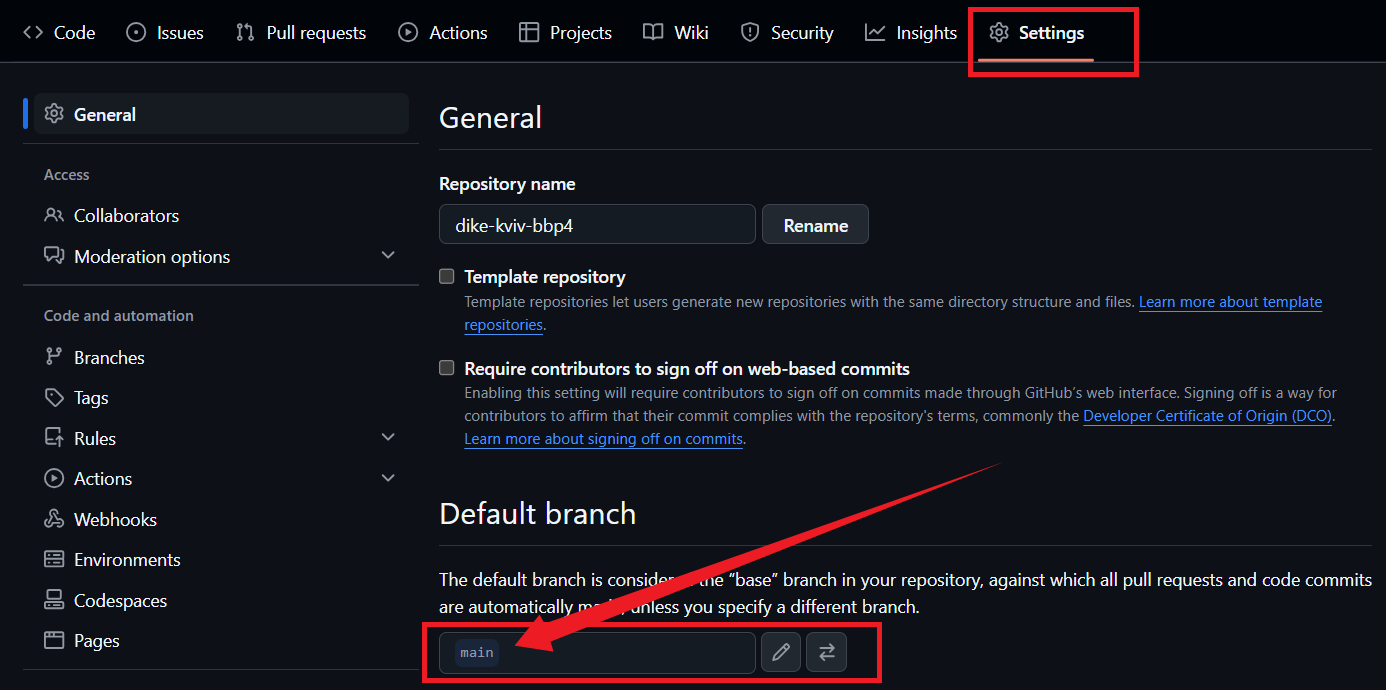 Code Issues Pull requests Actions Projects Wiki Security Insights Settings
General
Access
Collaborators
Moderation options
Code and automation
Branches
Tags
Rules
Actions
Webhooks
Environments
Codespaces
Pages
General
Repository name
dike-kviv-bbp4 Rename
Template repository
Template repositories let users generate new repositories with the same directory structure and files. Learn more about template
repositories.
Require contributors to sign off on web-based commits
Enabling this setting will require contributors to sign off on commits made through GitHub’s web interface. Signing off is a way for
contributors to affirm that their commit complies with the repository's terms, commonly the Developer Certificate of Origin (DCO).
Learn more about signing off on commits.
Default branch
The default branch is considered the “base” branch in your repository, against which all pull requests and code commits
are automatically made, unless you specify a different branch.
main